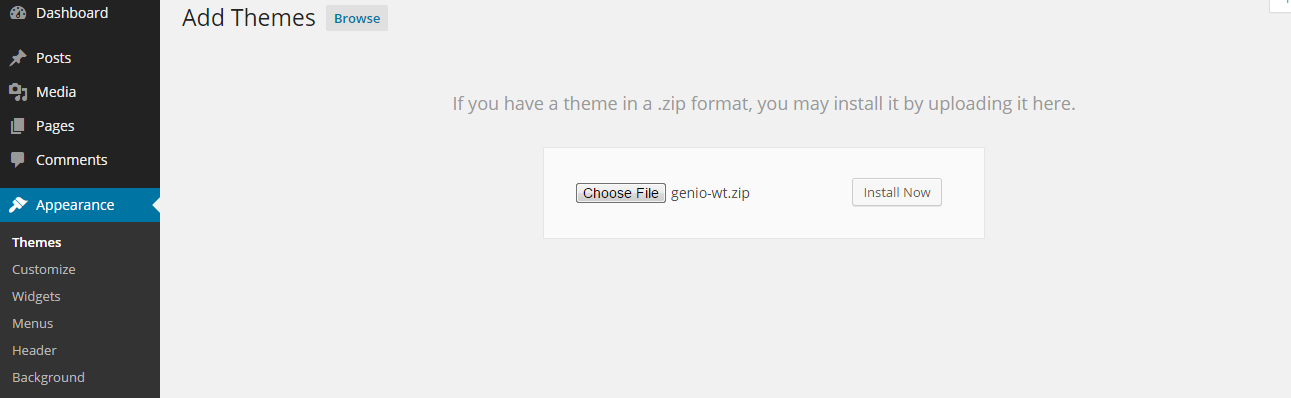 Dashboard
Posts
Media
Pages
Comments
Appearance
Themes
Customize
Widgets
Menus
Header
Background
Add Themes Browse
If you have a theme in a .zip format, you may install it by uploading it here.
Choose File genio-wt.zip Install Now